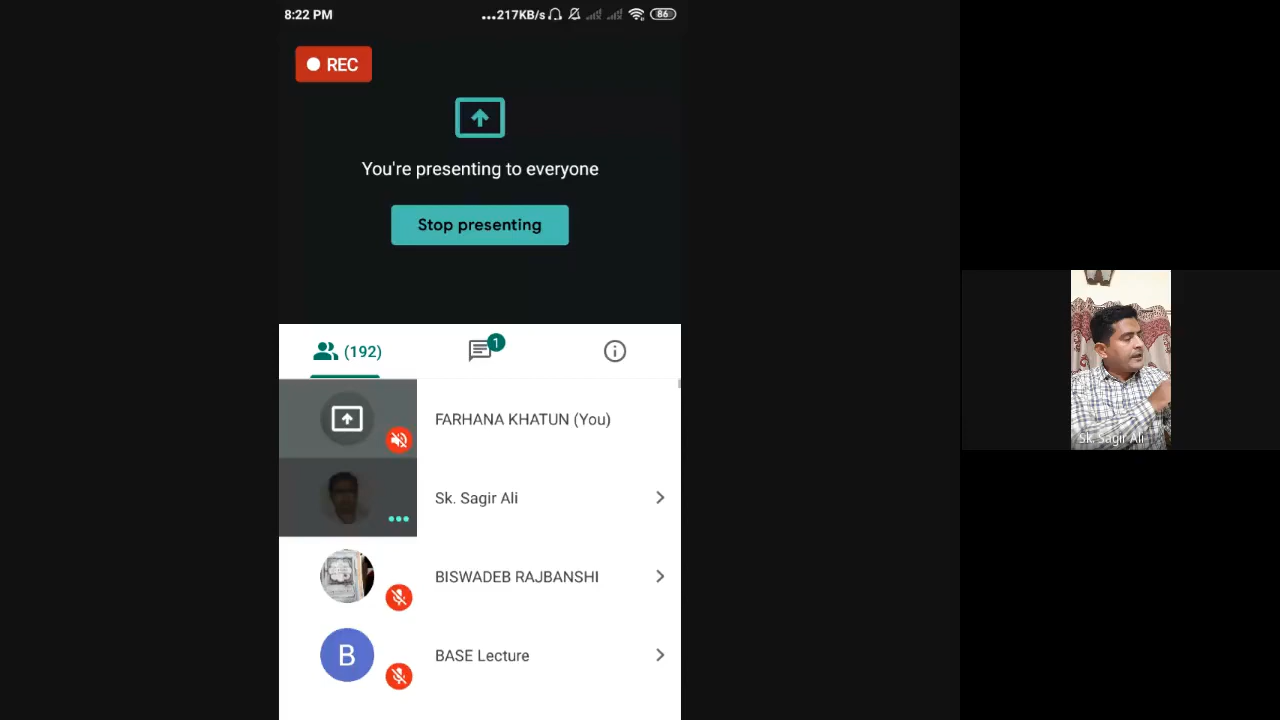 8:22 PM
...217KB/s
86
REC
You're presenting to everyone
Stop presenting
(192)
1
FARHANA KHATUN (You)
Sk. Sagir Ali
BISWADEB RAJBANSHI
B
BASE Lecture
Sk. Sagir Ali